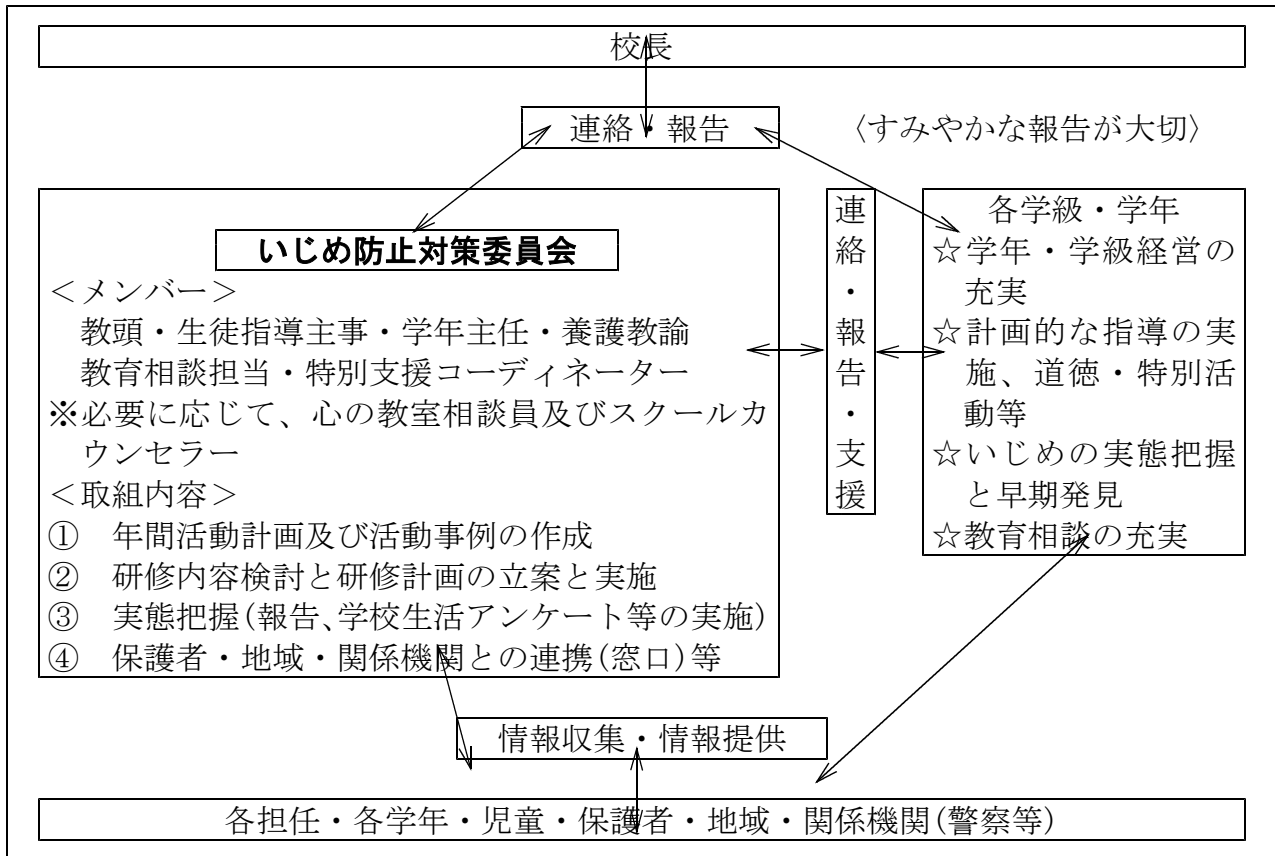 校長
連絡・報告
〈すみやかな報告が大切〉
いじめ防止対策委員会
＜メンバー＞
教頭・生徒指導主事・学年主任・養護教諭
教育相談担当・特別支援コーディネーター
※必要に応じて、心の教室相談員及びスクールカ
ウンセラー
＜取組内容＞
① 年間活動計画及び活動事例の作成
② 研修内容検討と研修計画の立案と実施
③ 実態把握(報告、学校生活アンケート等の実施)
④ 保護者・地域・関係機関との連携(窓口)等
連絡・報告・支援
各学級・学年
☆学年・学級経営の
充実
☆計画的な指導の実
施、道徳・特別活
動等
☆いじめの実態把握
と早期発見
☆教育相談の充実
情報収集・情報提供
各担任・各学年・児童・保護者・地域・関係機関(警察等)